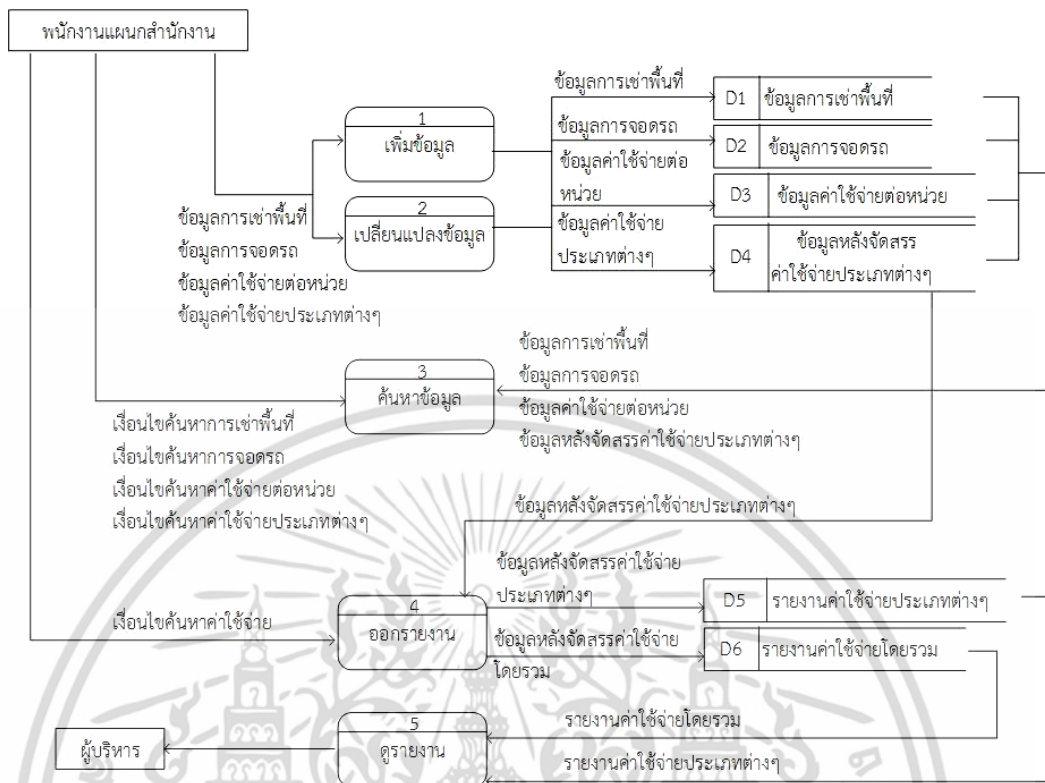 พนักงานแผนกสำนักงาน
1
เพิ่มข้อมูล
2
เปลี่ยนแปลงข้อมูล
ข้อมูลการเช่าพื้นที่
ข้อมูลการจอดรถ
ข้อมูลค่าใช้จ่ายต่อหน่วย
ข้อมูลค่าใช้จ่ายประเภทต่างๆ
ข้อมูลการเช่าพื้นที่
ข้อมูลการจอดรถ
ข้อมูลค่าใช้จ่ายต่อ
หน่วย
ข้อมูลค่าใช้จ่าย
ประเภทต่างๆ
D1 ข้อมูลการเช่าพื้นที่
D2 ข้อมูลการจอดรถ
D3 ข้อมูลค่าใช้จ่ายต่อหน่วย
D4 ข้อมูลหลังจัดสรร
ค่าใช้จ่ายประเภทต่างๆ
3
ค้นหาข้อมูล
ข้อมูลการเช่าพื้นที่
ข้อมูลการจอดรถ
ข้อมูลค่าใช้จ่ายต่อหน่วย
ข้อมูลหลังจัดสรรค่าใช้จ่ายประเภทต่างๆ
เงื่อนไขค้นหาการเช่าพื้นที่
เงื่อนไขค้นหาการจอดรถ
เงื่อนไขค้นหาค่าใช้จ่ายต่อหน่วย
เงื่อนไขค้นหาค่าใช้จ่ายประเภทต่างๆ
ข้อมูลหลังจัดสรรค่าใช้จ่ายประเภทต่างๆ
เงื่อนไขค้นหาค่าใช้จ่าย
4
ออกรายงาน
ข้อมูลหลังจัดสรรค่าใช้จ่าย
ประเภทต่างๆ
ข้อมูลหลังจัดสรรค่าใช้จ่าย
โดยรวม
D5 รายงานค่าใช้จ่ายประเภทต่างๆ
D6 รายงานค่าใช้จ่ายโดยรวม
5
ดูรายงาน
รายงานค่าใช้จ่ายโดยรวม
รายงานค่าใช้จ่ายประเภทต่างๆ
ผู้บริหาร